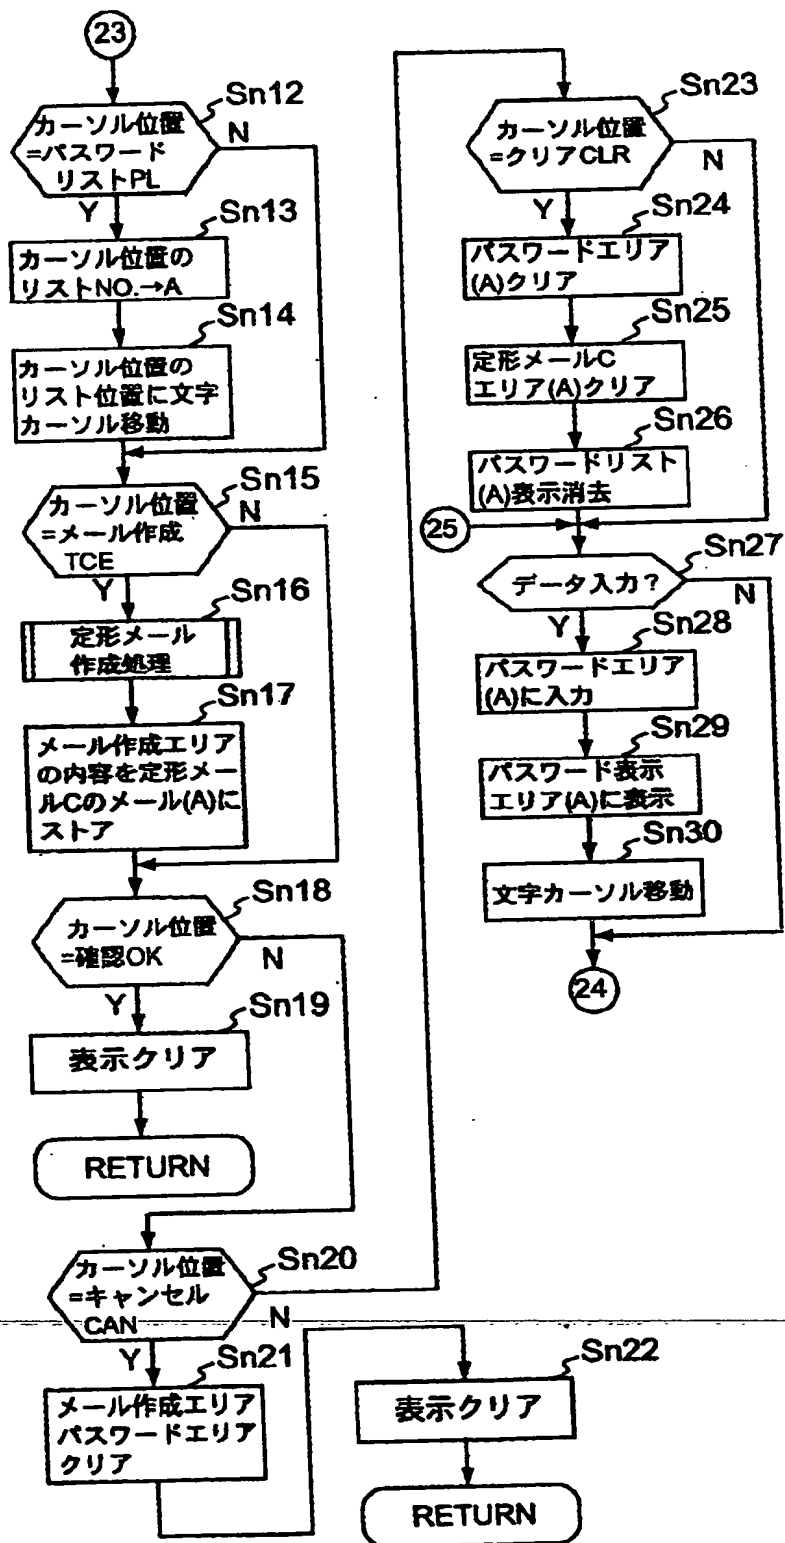 23
Sn12
カーソル位置
=パスワード
リストPL
N
Y
Sn13
カーソル位置の
リストNO.→A
Sn14
カーソル位置の
リスト位置に文字
カーソル移動
Sn15
カーソル位置
=メール作成
TCE
N
Y
Sn16
定形メール
作成処理
Sn17
メール作成エリア
の内容を定形メー
ルCのメール(A)に
ストア
Sn18
カーソル位置
=確認OK
N
Y
Sn19
表示クリア
RETURN
Sn20
カーソル位置
=キャンセル
CAN
N
Y
Sn21
メール作成エリア
パスワードエリア
クリア
Sn22
表示クリア
RETURN
Sn23
カーソル位置
=クリアCLR
N
Y
Sn24
パスワードエリア
(A)クリア
Sn25
定形メールC
エリア(A)クリア
Sn26
パスワードリスト
(A)表示消去
25
Sn27
データ入力?
N
Y
Sn28
パスワードエリア
(A)に入力
Sn29
パスワード表示
エリア(A)に表示
Sn30
文字カーソル移動
24